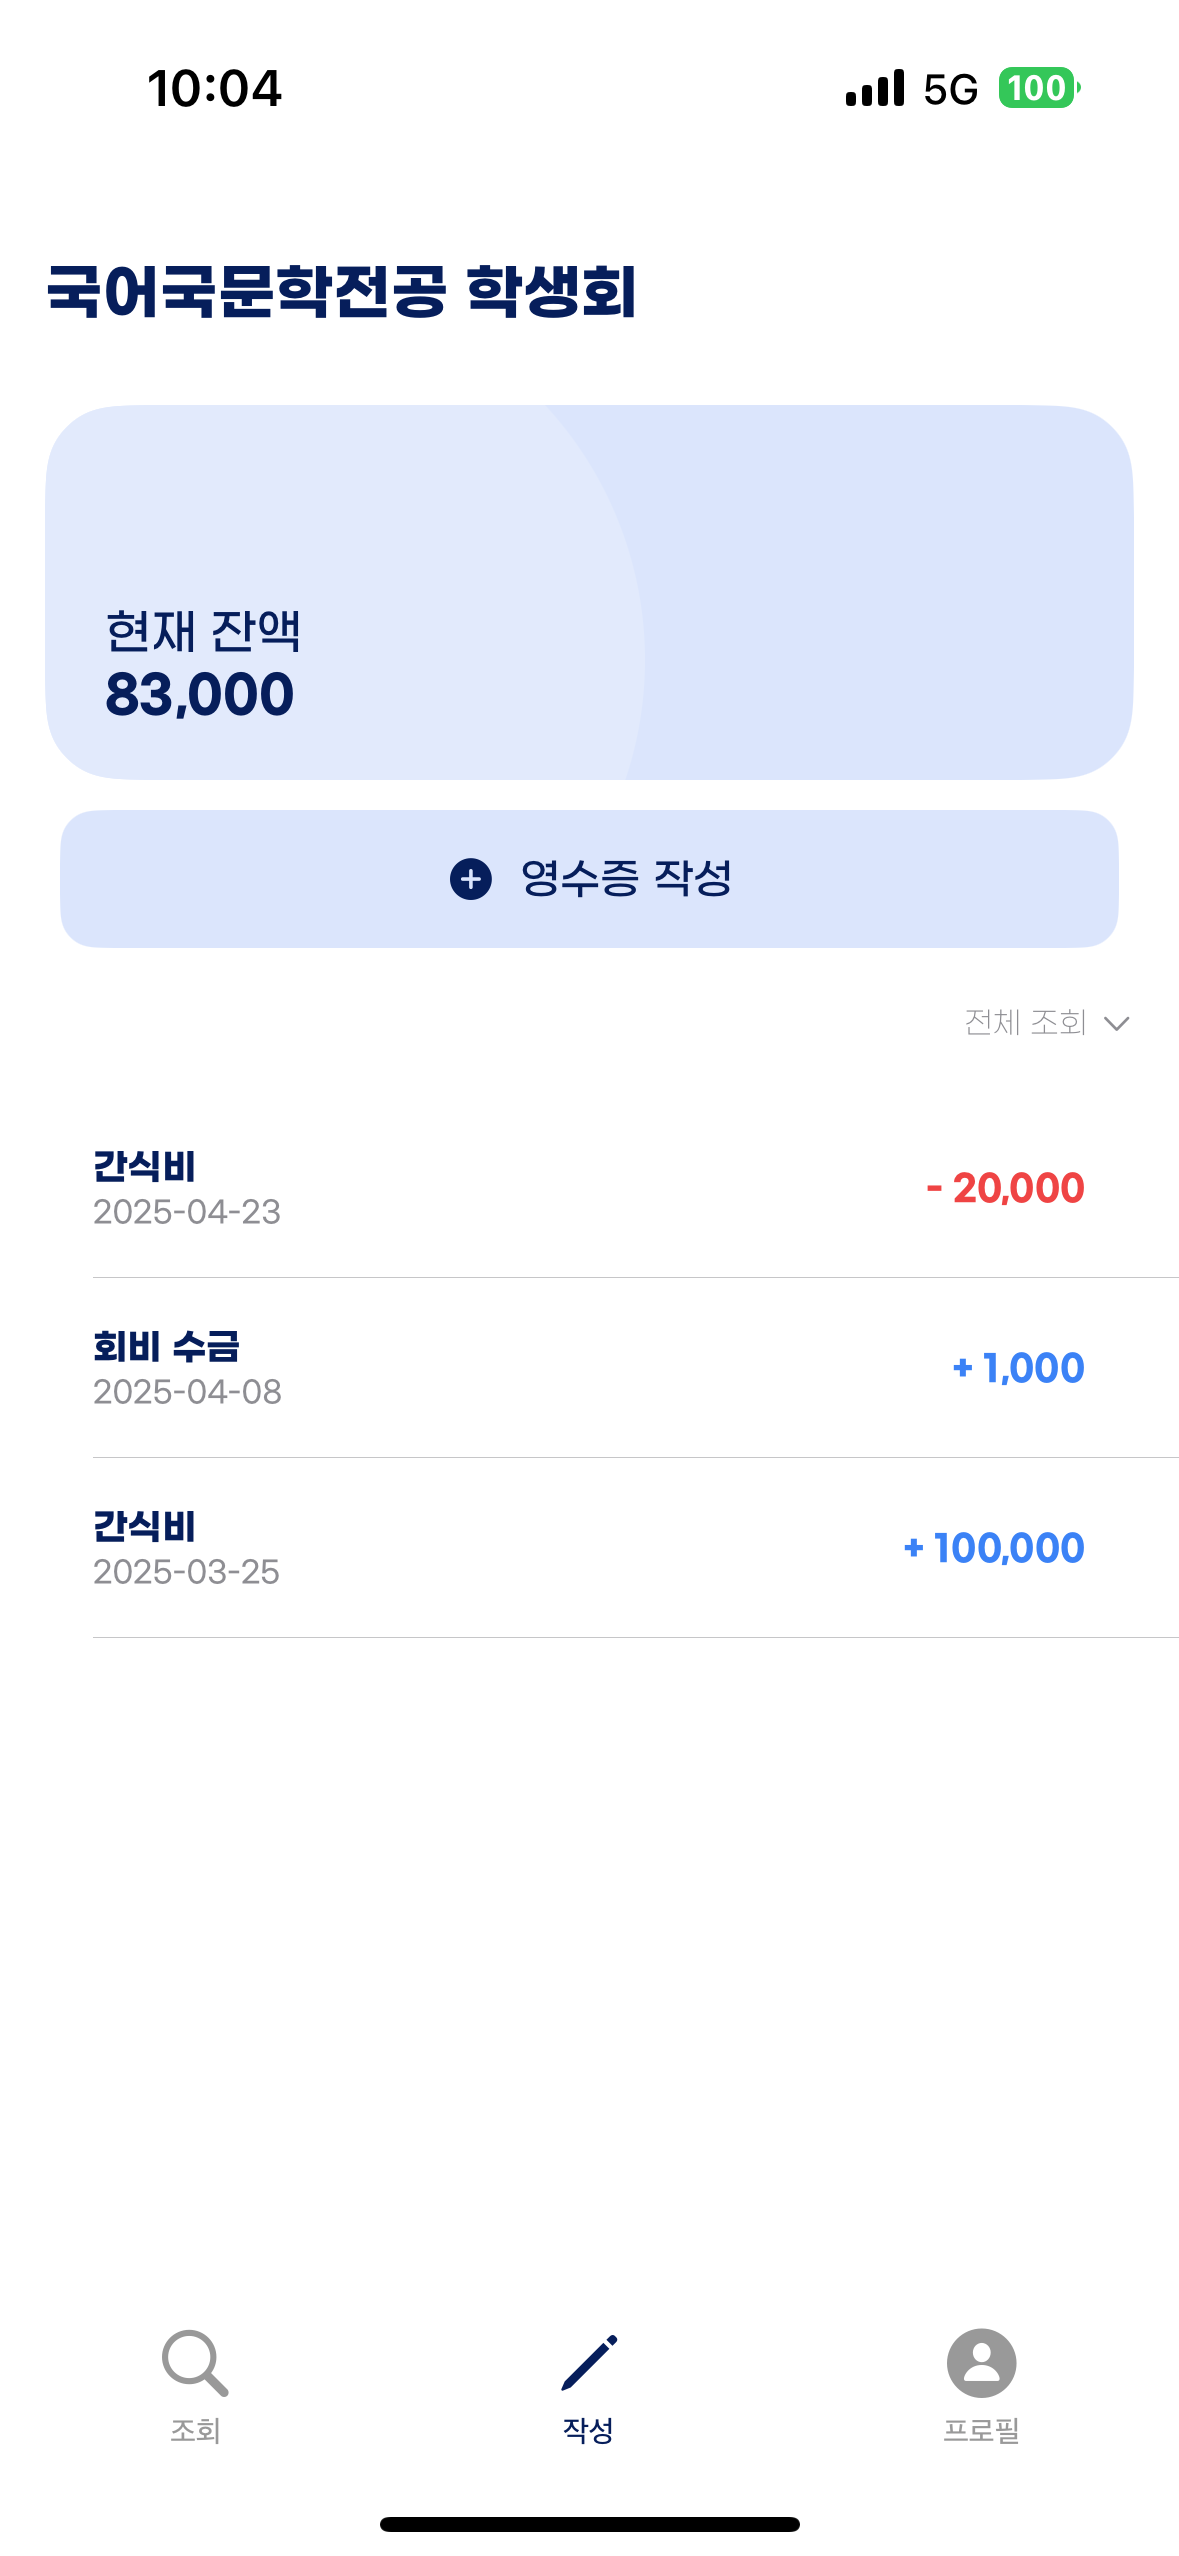 10:04 5G 100
국어국문학전공 학생회
현재 잔액
83,000
영수증 작성
전체 조회
간식비
2025-04-23
- 20,000
회비 수금
2025-04-08
+ 1,000
간식비
2025-03-25
+ 100,000
조회 작성 프로필